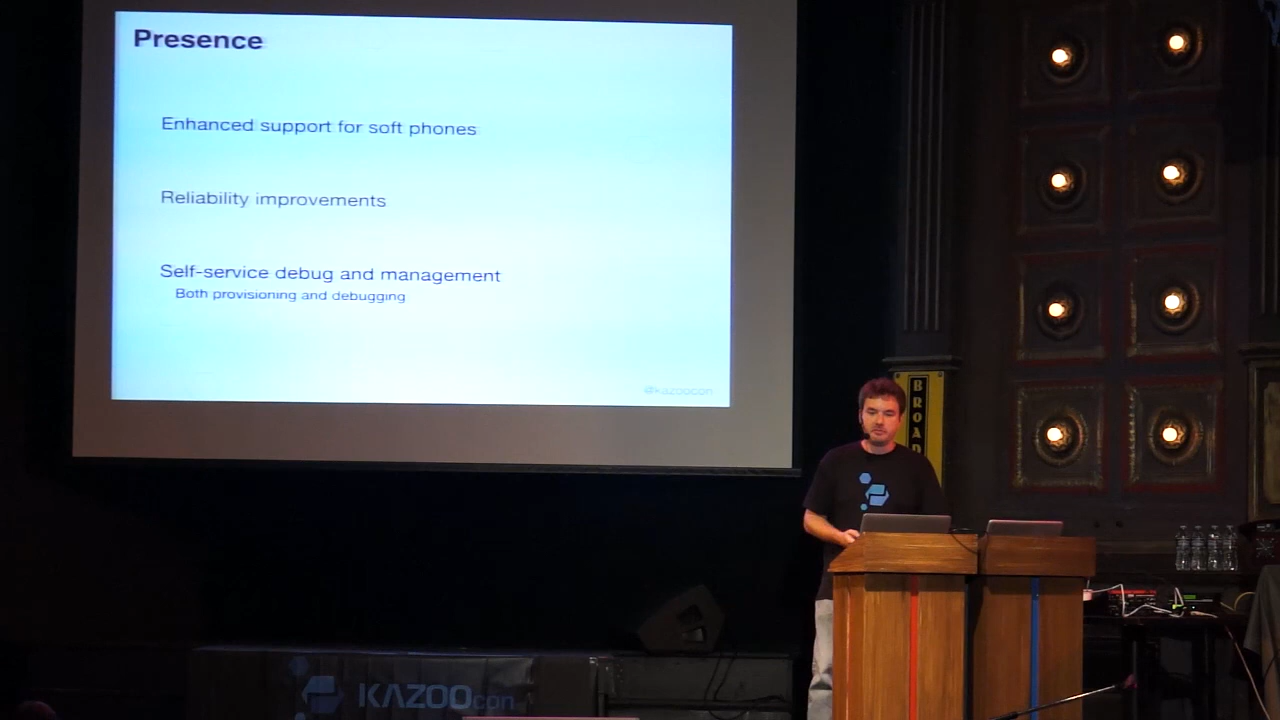 Presence
Enhanced support for soft phones
Reliability improvements
Self-service debug and management
Both provisioning and debugging
@kazoocon
BROAD
KAZOOcon